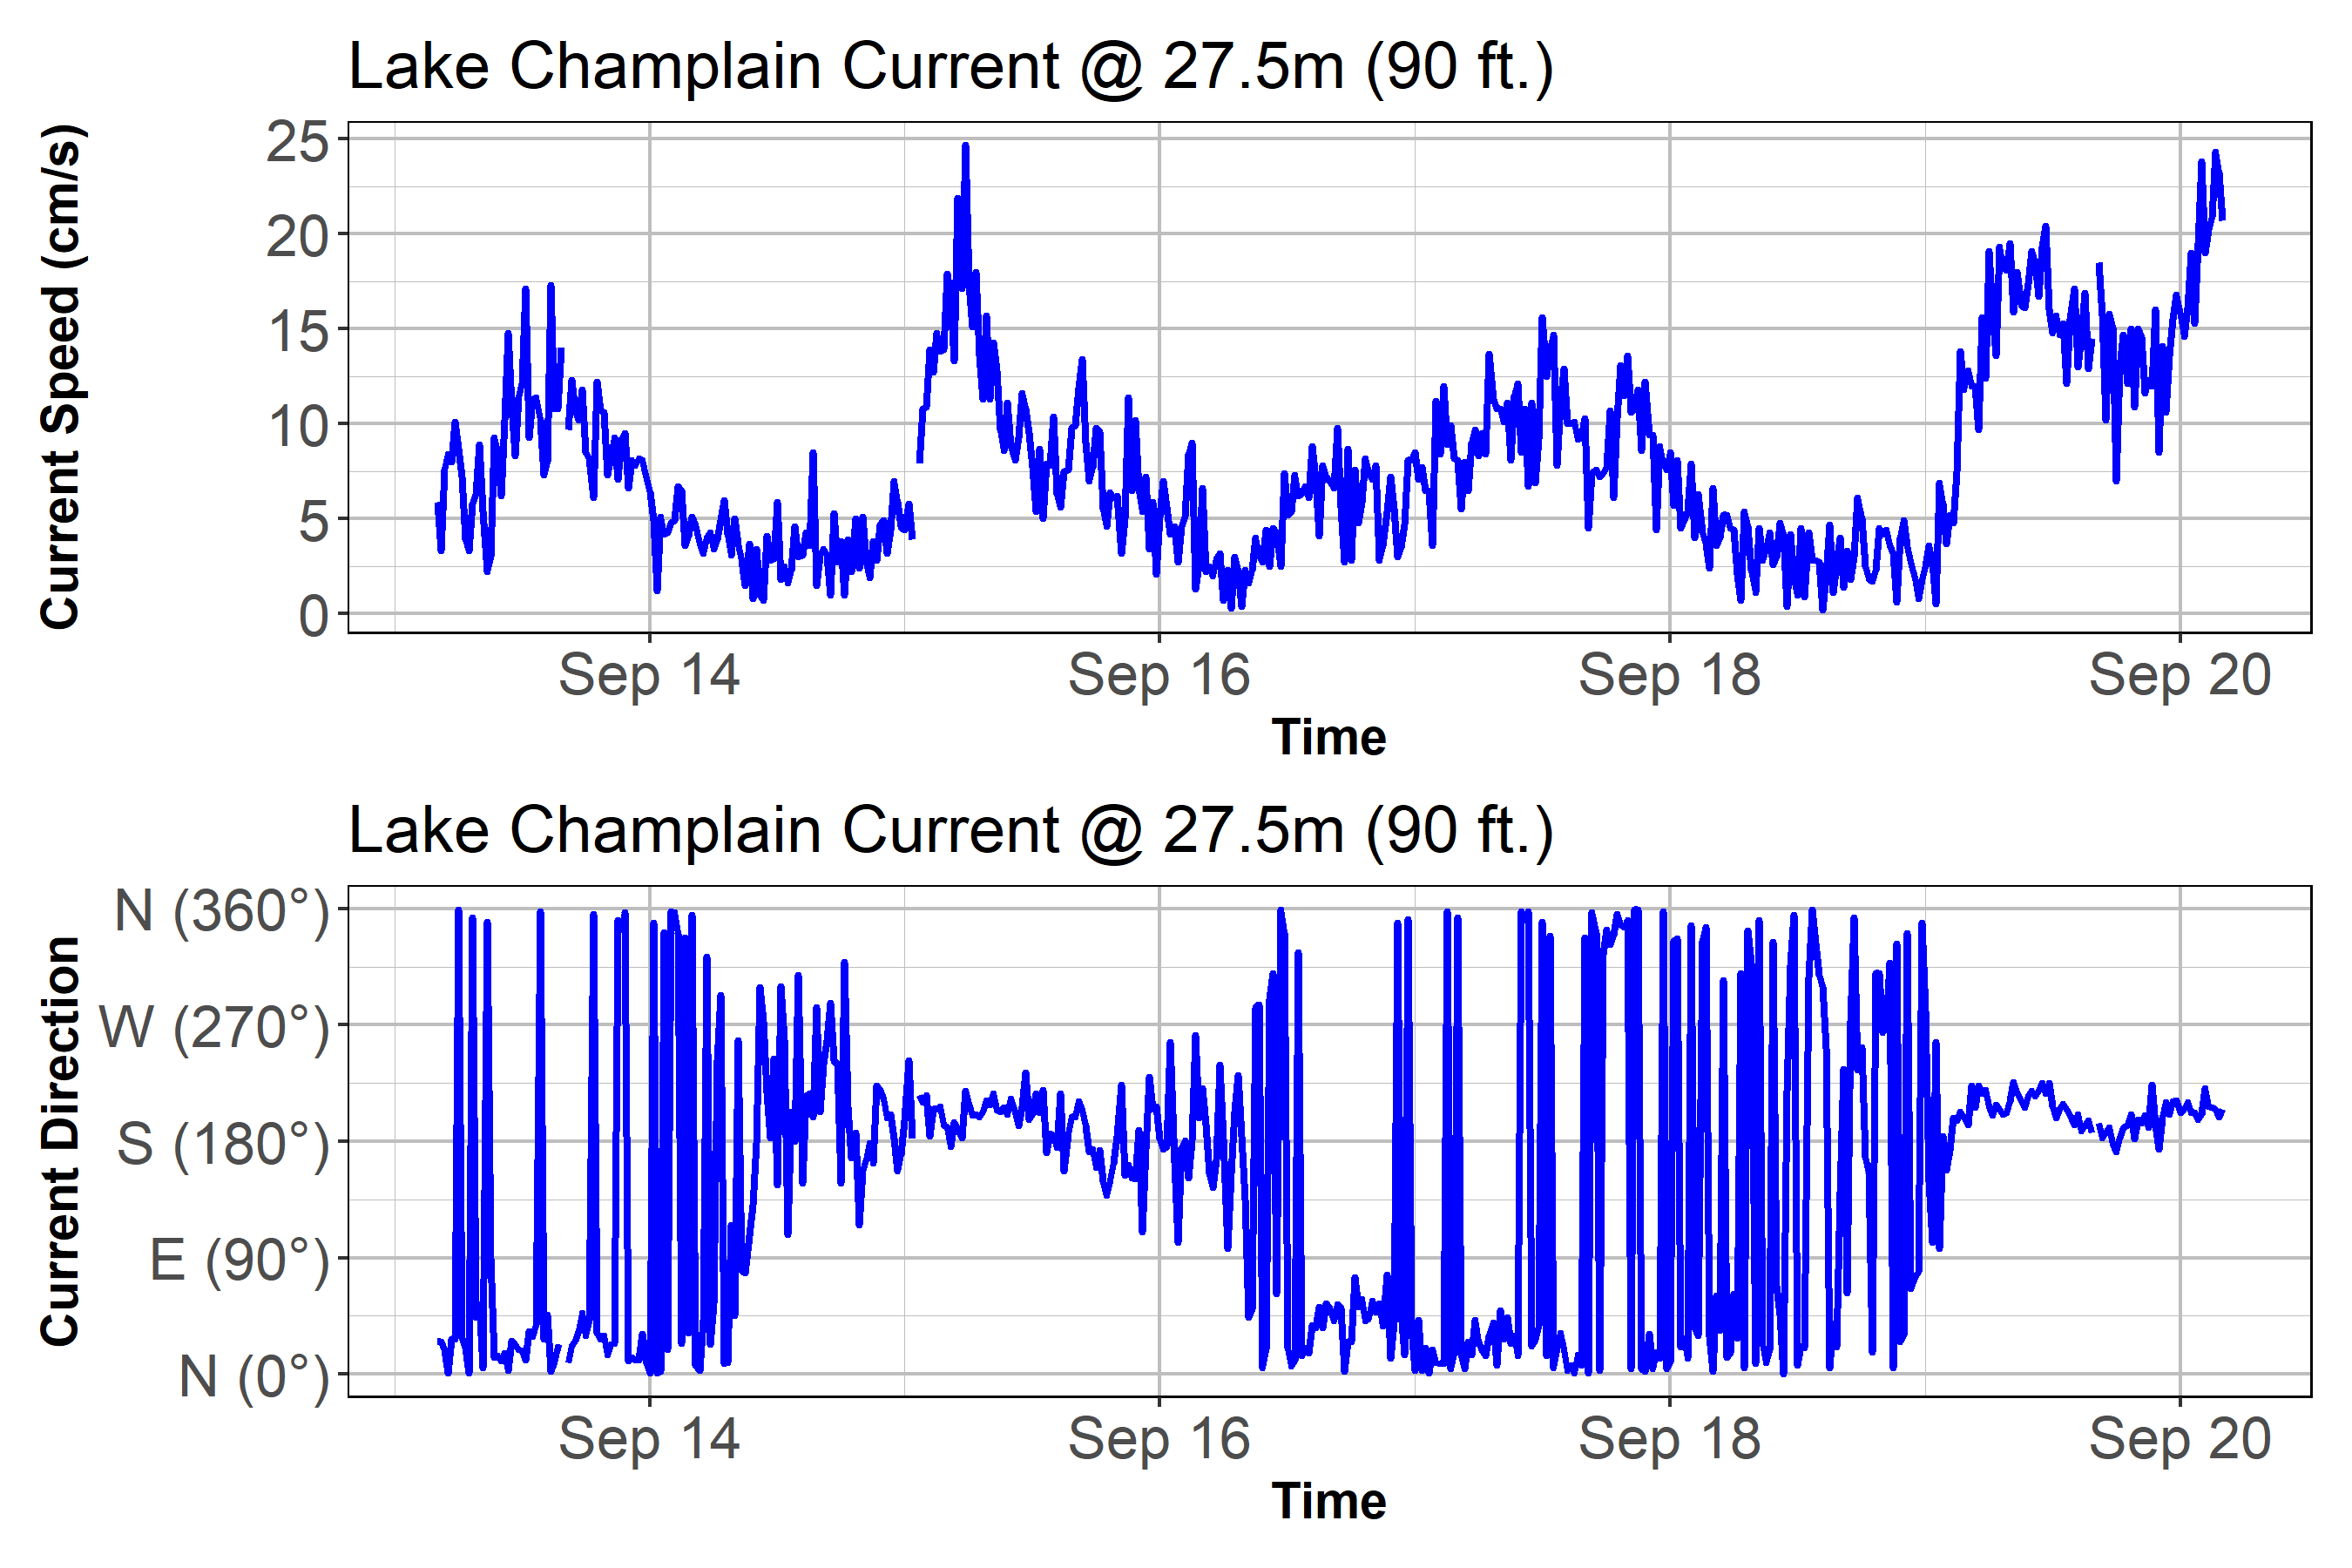 Lake Champlain Current @ 27.5m (90 ft.)
Current Speed (cm/s)
25
20
15
10
5
0
Sep 14 Sep 16 Sep 18 Sep 20
Time
Lake Champlain Current @ 27.5m (90 ft.)
Current Direction
N (360°)
W (270°)
S (180°)
E (90°)
N (0°)
Sep 14 Sep 16 Sep 18 Sep 20
Time